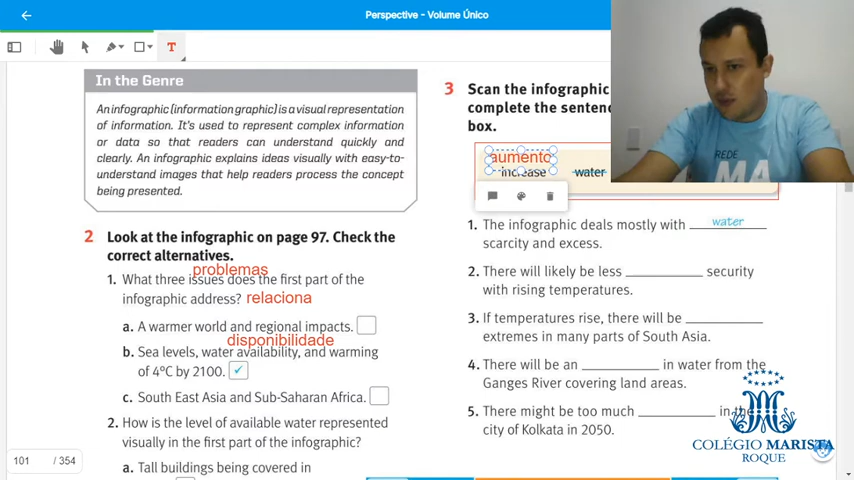 Perspective - Volume Único
T
In the Genre
An infographic (information graphic) is a visual representation
of information. It's used to represent complex information
or data so that readers can understand quickly and
clearly. An infographic explains ideas visually with easy-to-
understand images that help readers process the concept
being presented.
2 Look at the infographic on page 97. Check the
correct alternatives.
problemas
1. What three issues does the first part of the
infographic address? relaciona
a. A warmer world and regional impacts.
disponibilidade
b. Sea levels, water availability, and warming
of 4ºC by 2100. ✓
c. South East Asia and Sub-Saharan Africa.
2. How is the level of available water represented
visually in the first part of the infographic?
a. Tall buildings being covered in
3 Scan the infographic
complete the sentenc
box.
aumento
increase water
1. The infographic deals mostly with water
scarcity and excess.
2. There will likely be less ____ security
with rising temperatures.
3. If temperatures rise, there will be ____
extremes in many parts of South Asia.
4. There will be an ____ in water from the
Ganges River covering land areas.
5. There might be too much ____ in the
city of Kolkata in 2050.
REDE
MA
COLÉGIO MARISTA
ROQUE
101 / 354